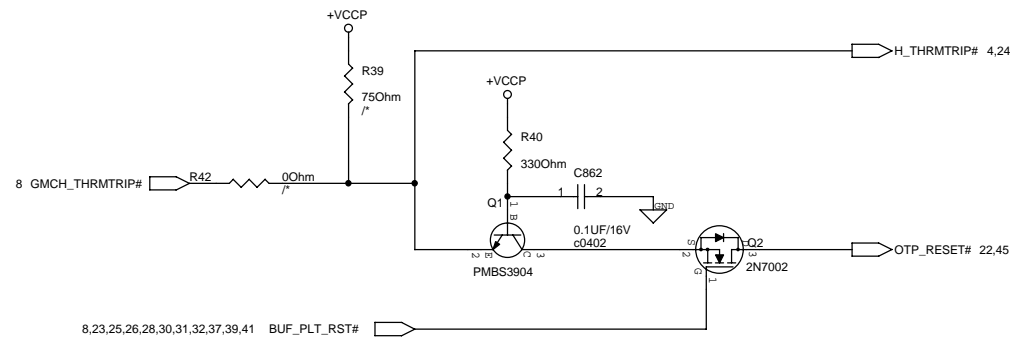 +VCCP
R39
75Ohm
/*
H_THRMTRIP# 4,24
+VCCP
R40
330Ohm
8 GMCH_THRMTRIP#
R42
0Ohm
/*
C862
1
2
GND
Q1
1
B
0.1UF/16V
c0402
2
E
C
3
PMBS3904
S
2
G
1
D
3
Q2
2N7002
OTP_RESET# 22,45
8,23,25,26,28,30,31,32,37,39,41 BUF_PLT_RST#